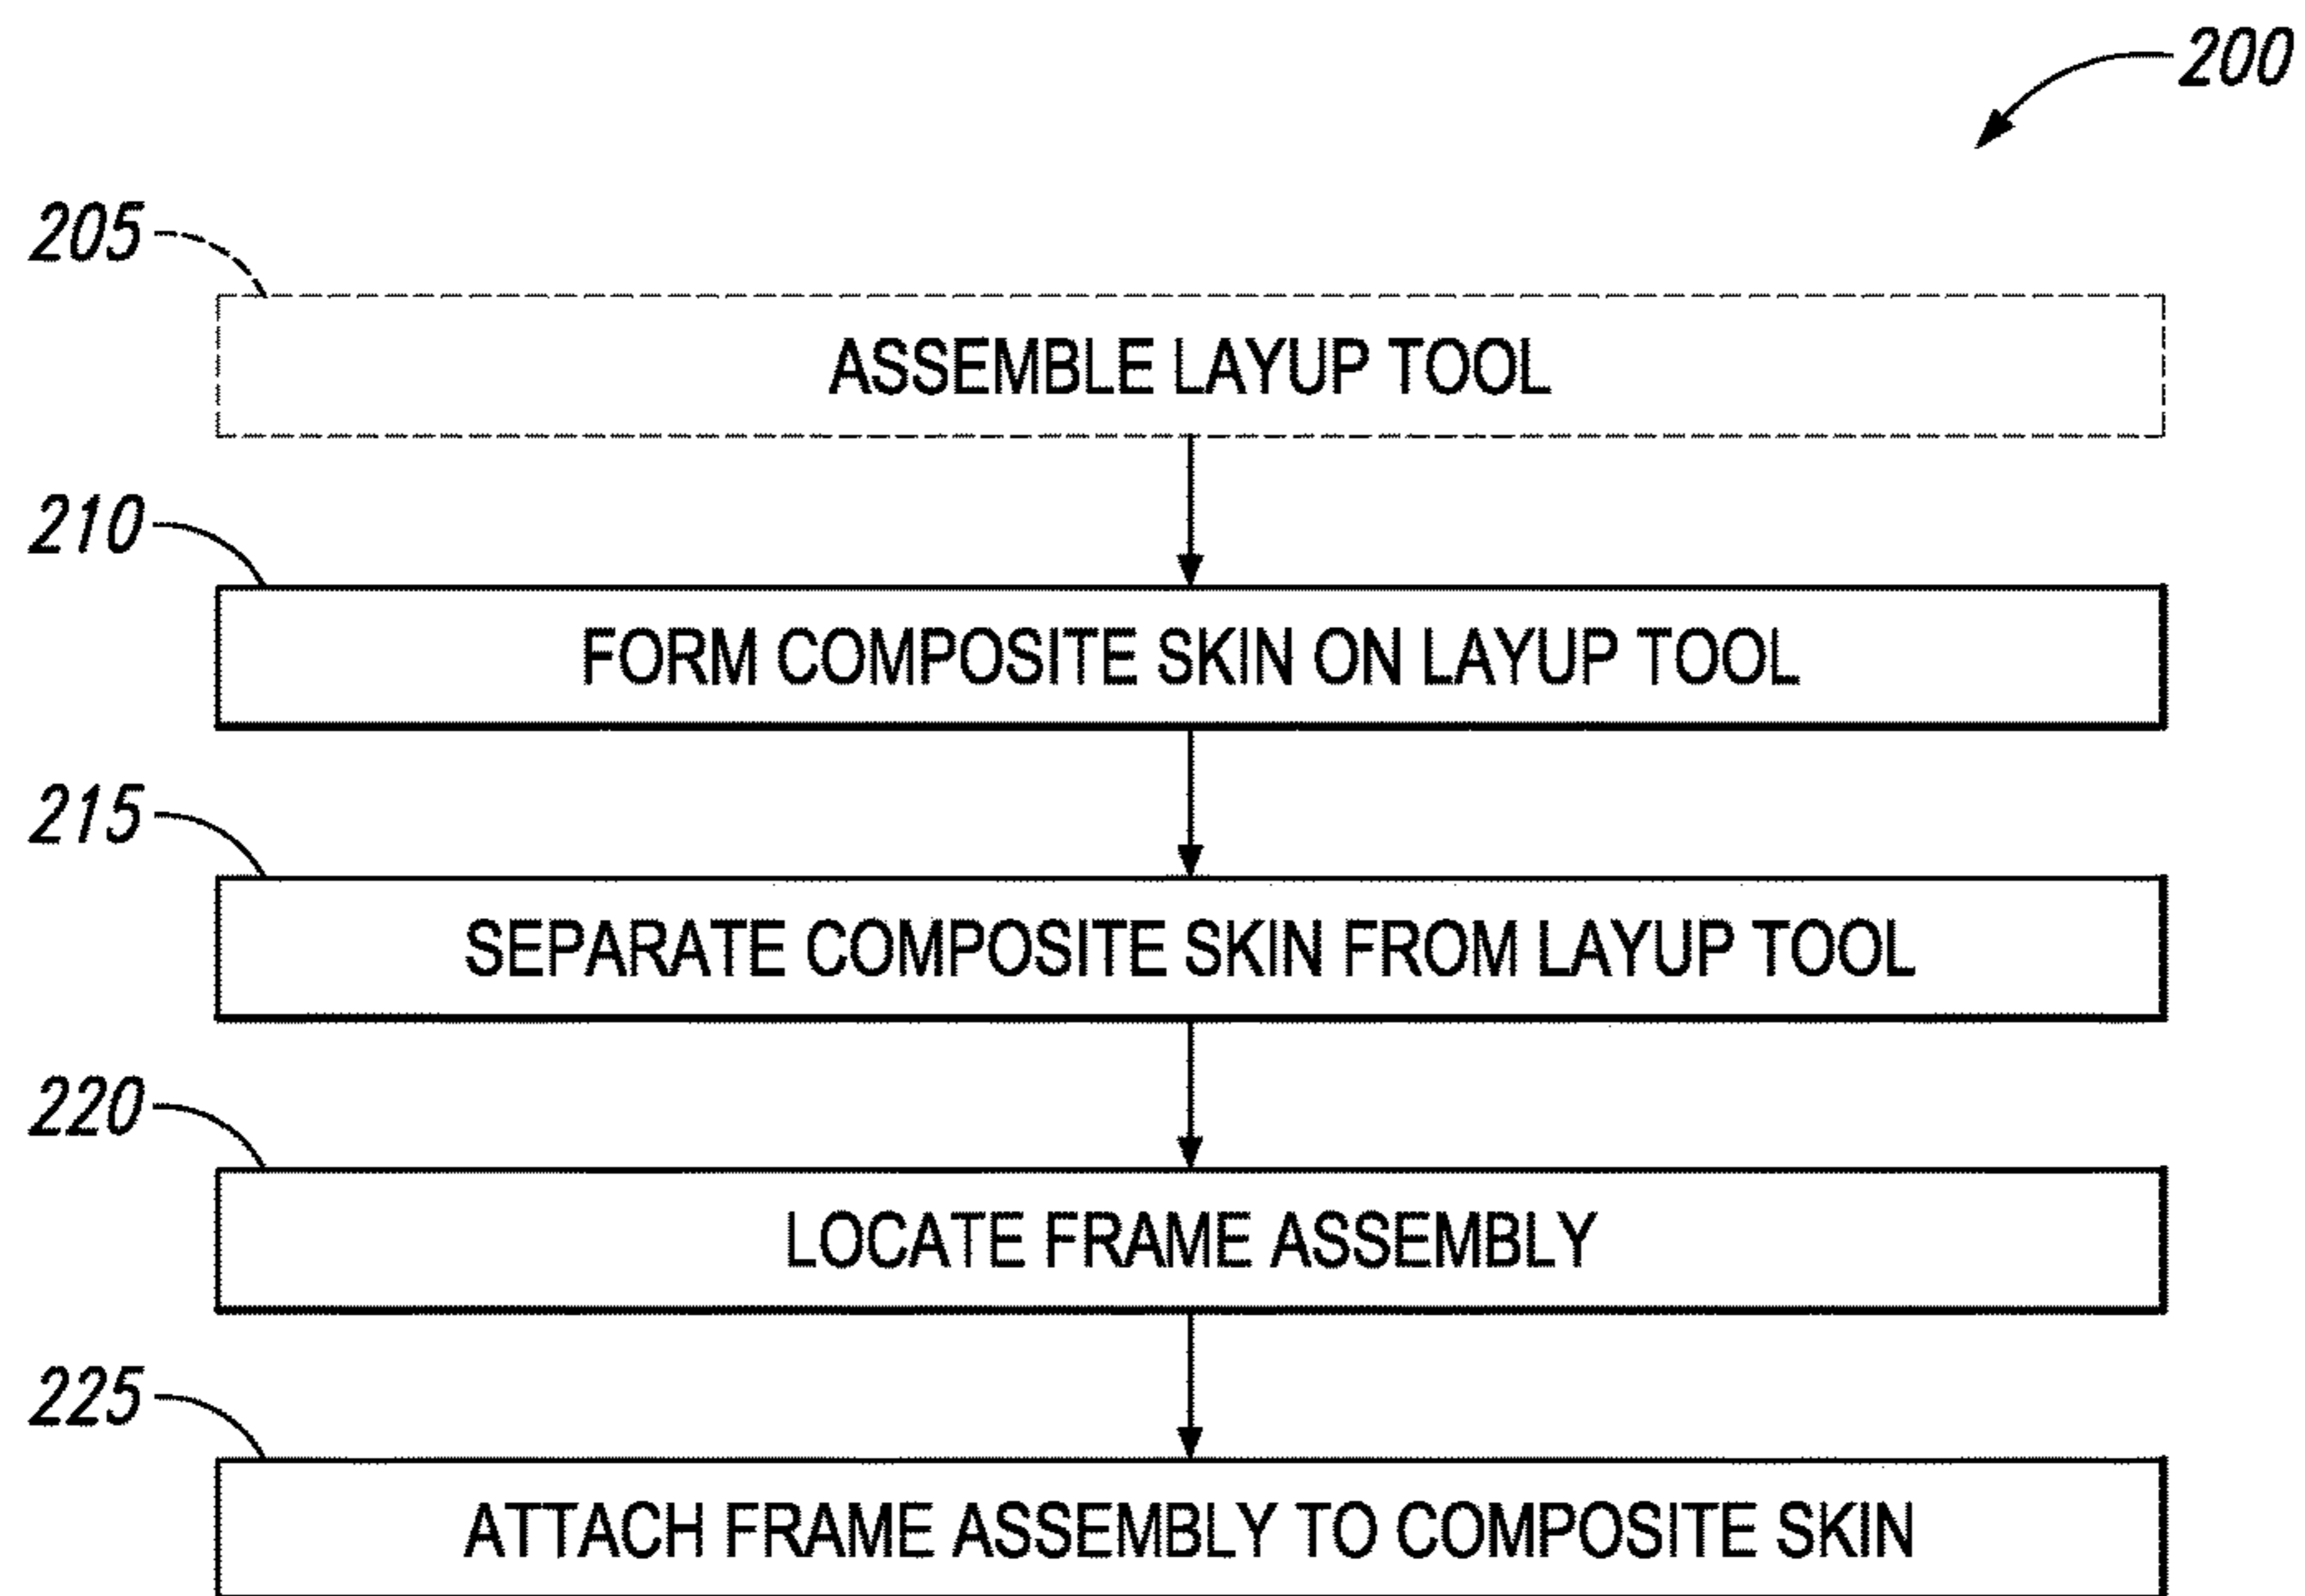 200
205
ASSEMBLE LAYUP TOOL
210
FORM COMPOSITE SKIN ON LAYUP TOOL
215
SEPARATE COMPOSITE SKIN FROM LAYUP TOOL
220
LOCATE FRAME ASSEMBLY
225
ATTACH FRAME ASSEMBLY TO COMPOSITE SKIN